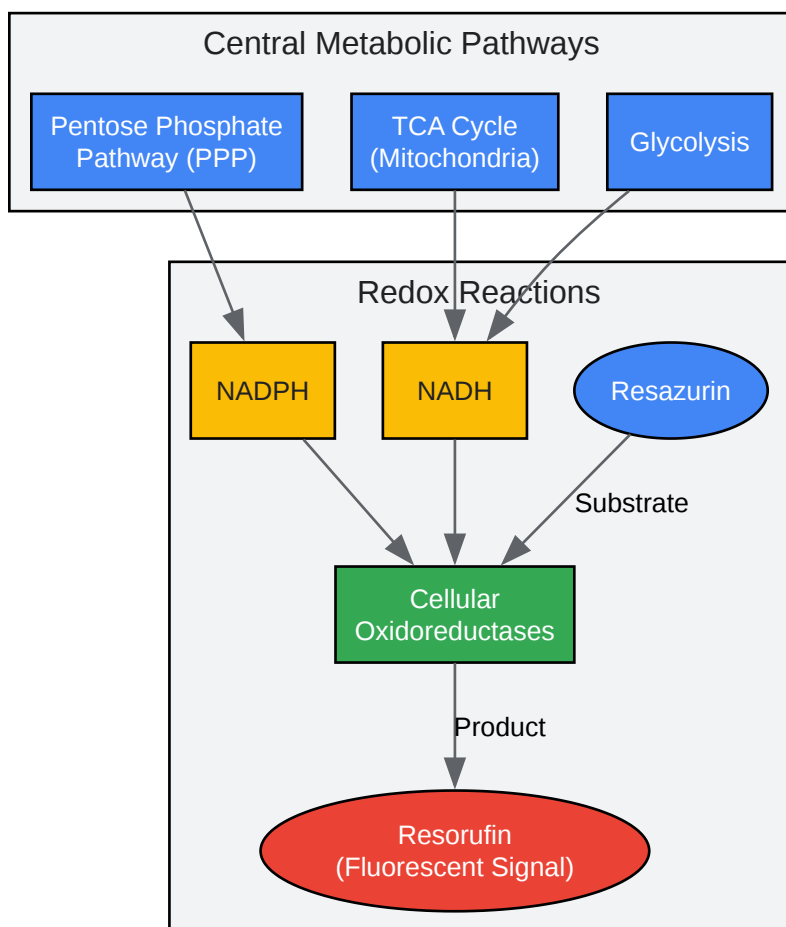 Central Metabolic Pathways
Pentose Phosphate
Pathway (PPP)
TCA Cycle
(Mitochondria)
Glycolysis
Redox Reactions
NADPH
NADH
Resazurin
Substrate
Cellular
Oxidoreductases
Product
Resorufin
(Fluorescent Signal)